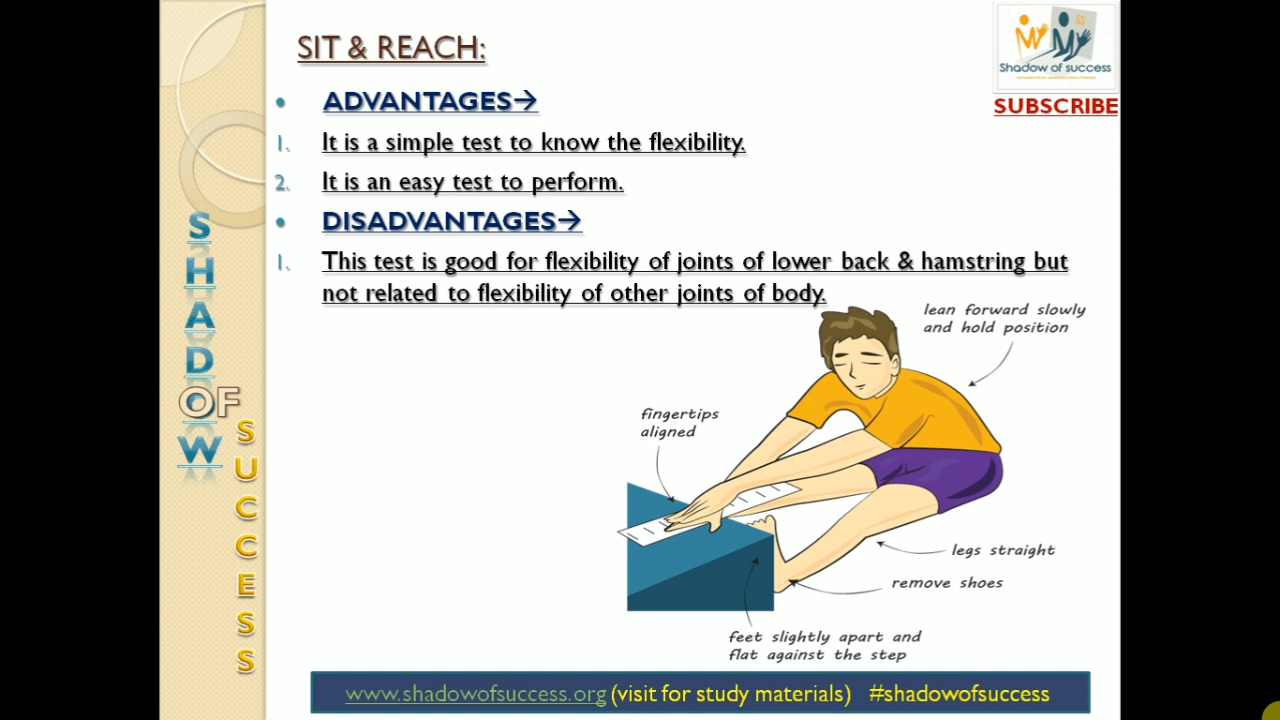 SIT & REACH:
• ADVANTAGES→
1. It is a simple test to know the flexibility.
2. It is an easy test to perform.
• DISADVANTAGES→
1. This test is good for flexibility of joints of lower back & hamstring but
not related to flexibility of other joints of body.
Shadow of success
SUBSCRIBE
SHADOW
OF
SUCCESS
lean forward slowly
and hold position
fingertips
aligned
legs straight
remove shoes
feet slightly apart and
flat against the step
www.shadowofsuccess.org (visit for study materials) #shadowofsuccess